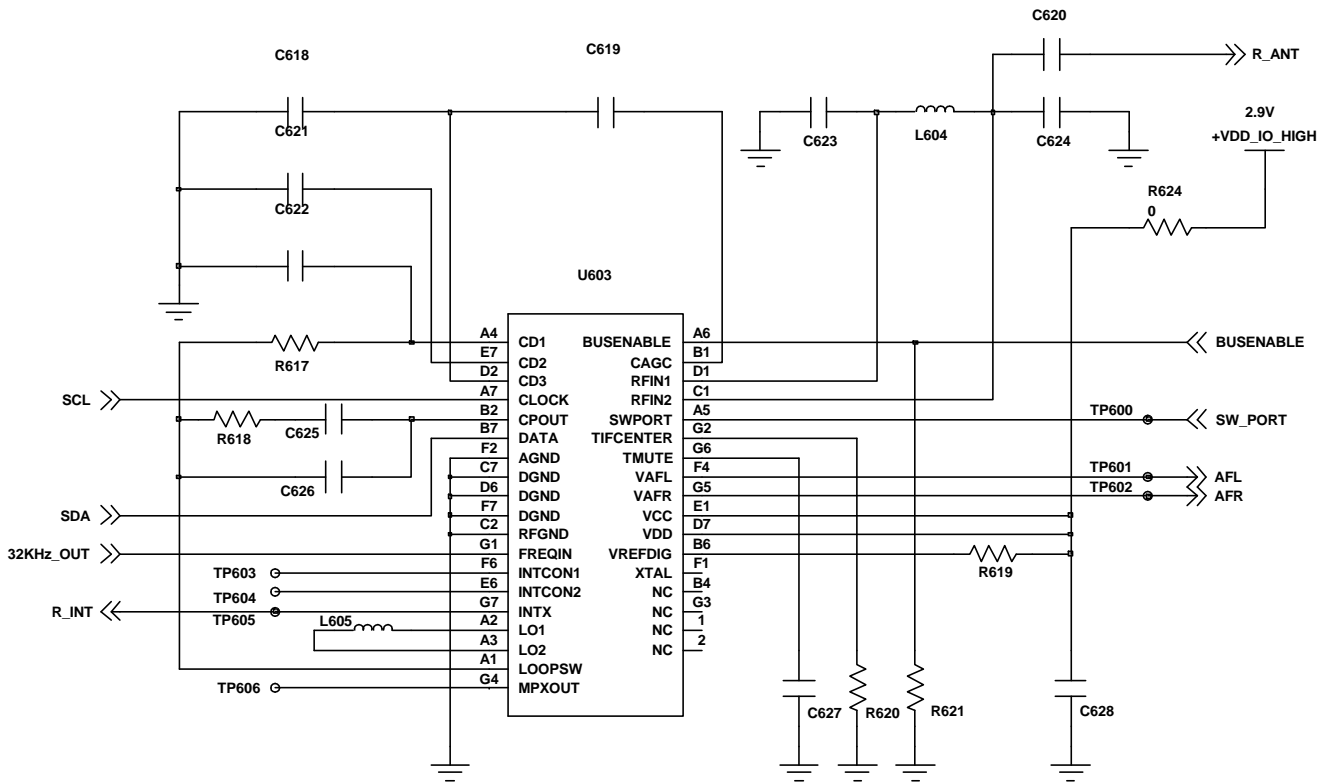 C620
C618
C619
R_ANT
C621
C623
L604
C624
2.9V
+VDD_IO_HIGH
C622
R624
0
U603
A4 CD1
E7 CD2
D2 CD3
A7 CLOCK
B2 CPOUT
B7 DATA
F2 AGND
C7 DGND
D6 DGND
F7 DGND
C2 RFGND
G1 FREQIN
F6 INTCON1
E6 INTCON2
G7 INTX
A2 LO1
A3 LO2
A1 LOOPSW
G4 MPXOUT
BUSENABLE A6
CAGC B1
RFIN1 D1
RFIN2 C1
SWPORT A5
TIFCENTER G2
TMUTE G6
VAFL F4
VAFR G5
VCC E1
VDD D7
VREFDIG B6
XTAL F1
NC B4
NC G3
NC 1
NC 2
R617
SCL
R618
C625
C626
SDA
32KHz_OUT
TP603
TP604
R_INT
TP605
L605
TP606
BUSENABLE
TP600
SW_PORT
TP601
AFL
TP602
AFR
R619
C627
R620
R621
C628